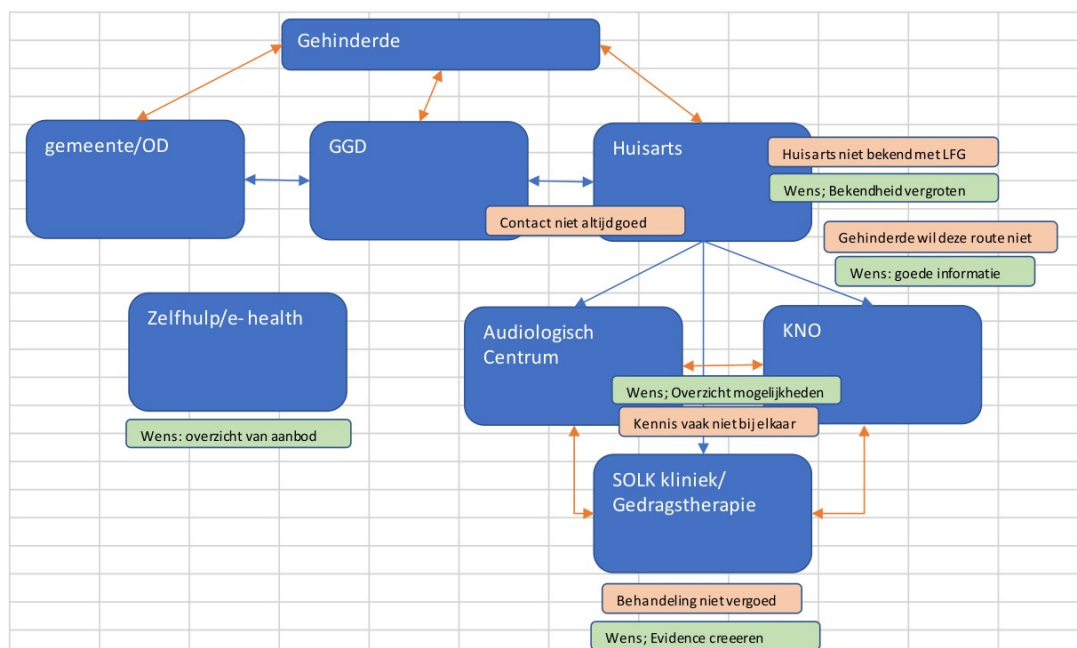 Gehinderde
gemeente/OD
GGD
Huisarts
Huisarts niet bekend met LFG
Wens; Bekendheid vergroten
Contact niet altijd goed
Gehinderde wil deze route niet
Wens: goede informatie
Zelfhulp/e- health
Audiologisch
Centrum
KNO
Wens; Overzicht mogelijkheden
Kennis vaak niet bij elkaar
Wens: overzicht van aanbod
SOLK kliniek/
Gedragstherapie
Behandeling niet vergoed
Wens; Evidence creeeren